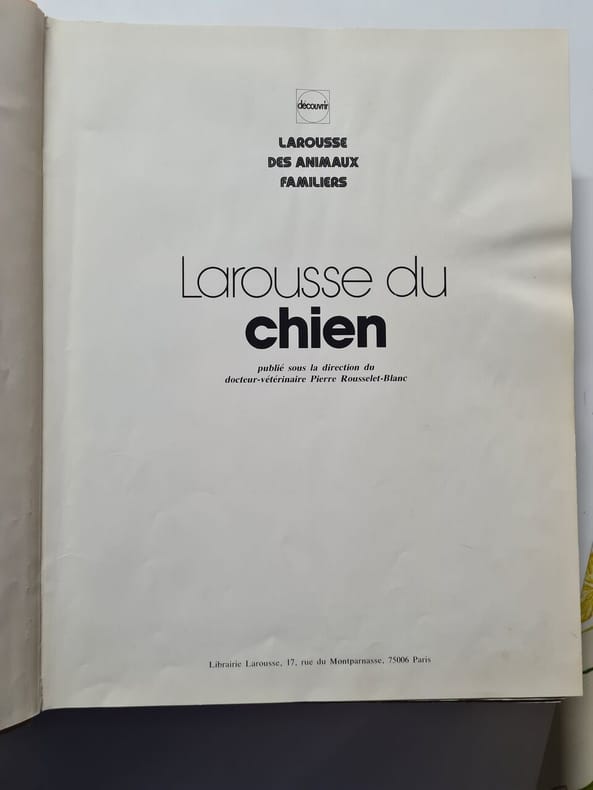 découvrir
LAROUSSE
DES ANIMAUX
FAMILIERS
Larousse du
chien
publié sous la direction du
docteur-vétérinaire Pierre Rousselet-Blanc
Librairie Larousse, 17, rue du Montparnasse, 75006 Paris